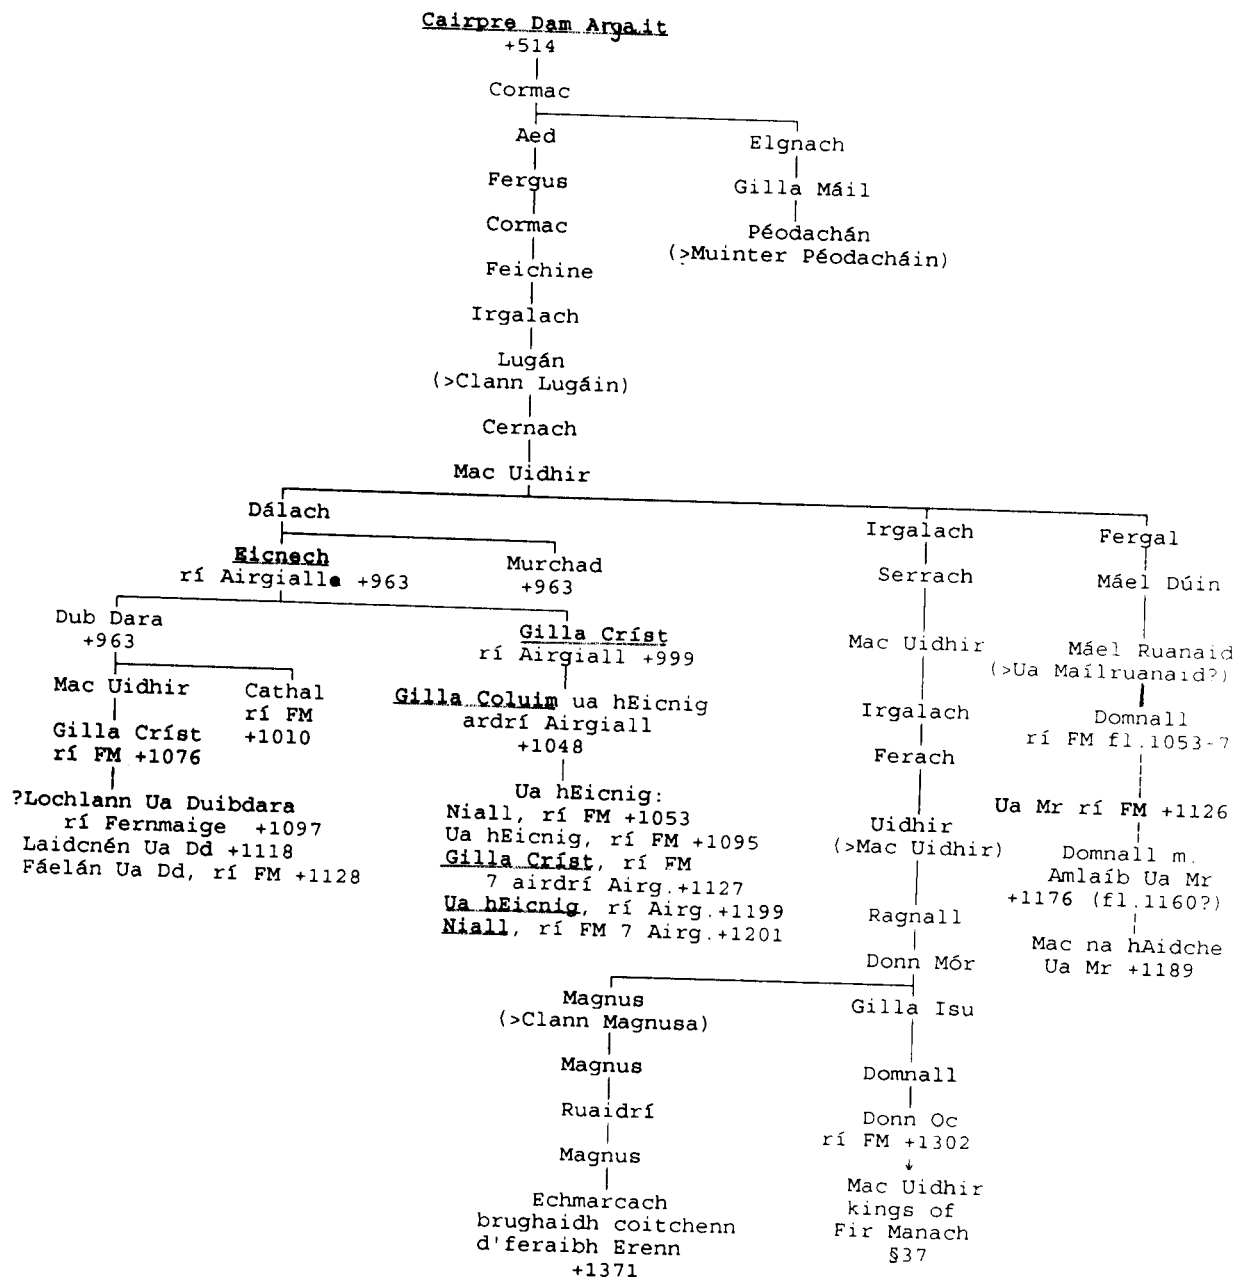 Cairpre Dam Argait
+514
Cormac
Aed
Elgnach
Fergus
Gilla Máil
Cormac
Péodachán
(>Muinter Péodacháin)
Feichine
Irgalach
Lugán
(>Clann Lugáin)
Cernach
Mac Uidhir
Dálach
Irgalach
Fergal
Eicnech
rí Airgialle +963
Murchad
+963
Serrach
Máel Dúin
Dub Dara
+963
Gilla Críst
rí Airgiall +999
Mac Uidhir
Máel Ruanaid
(>Ua Maílruanaid?)
Mac Uidhir
Cathal
rí FM
+1010
Gilla Coluim ua hEicnig
ardrí Airgiall
+1048
Irgalach
Domnall
rí FM fl.1053-7
Gilla Críst
rí FM +1076
Ferach
?Lochlann Ua Duibdara
rí Fernmaige +1097
Laidcnén Ua Dd +1118
Fáelán Ua Dd, rí FM +1128
Ua hEicnig:
Niall, rí FM +1053
Ua hEicnig, rí FM +1095
Gilla Críst, rí FM
7 airdrí Airg.+1127
Ua hEicnig, rí Airg.+1199
Niall, rí FM 7 Airg.+1201
Uidhir
(>Mac Uidhir)
Ua Mr rí FM +1126
Domnall m.
Amlaíb Ua Mr
+1176 (fl.1160?)
Ragnall
Mac na hAidche
Ua Mr +1189
Donn Mór
Magnus
(>Clann Magnusa)
Gilla Isu
Magnus
Domnall
Ruaidrí
Donn Oc
rí FM +1302
Magnus
Echmarcach
brughaidh coitchenn
d'feraibh Erenn
+1371
Mac Uidhir
kings of
Fir Manach
§37